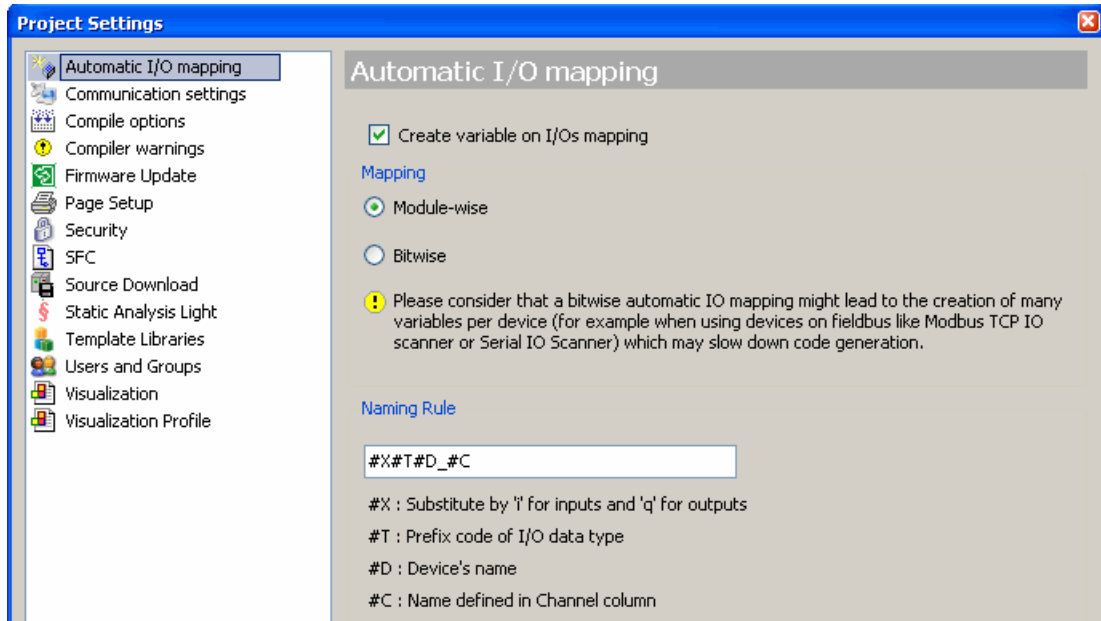 Project Settings
Automatic I/O mapping
Communication settings
Compile options
Compiler warnings
Firmware Update
Page Setup
Security
SFC
Source Download
Static Analysis Light
Template Libraries
Users and Groups
Visualization
Visualization Profile
Automatic I/O mapping
Create variable on I/Os mapping
Mapping
Module-wise
Bitwise
Please consider that a bitwise automatic IO mapping might lead to the creation of many
variables per device (for example when using devices on fieldbus like Modbus TCP IO
scanner or Serial IO Scanner) which may slow down code generation.
Naming Rule
#X#T#D_#C
#X : Substitute by 'i' for inputs and 'q' for outputs
#T : Prefix code of I/O data type
#D : Device's name
#C : Name defined in Channel column